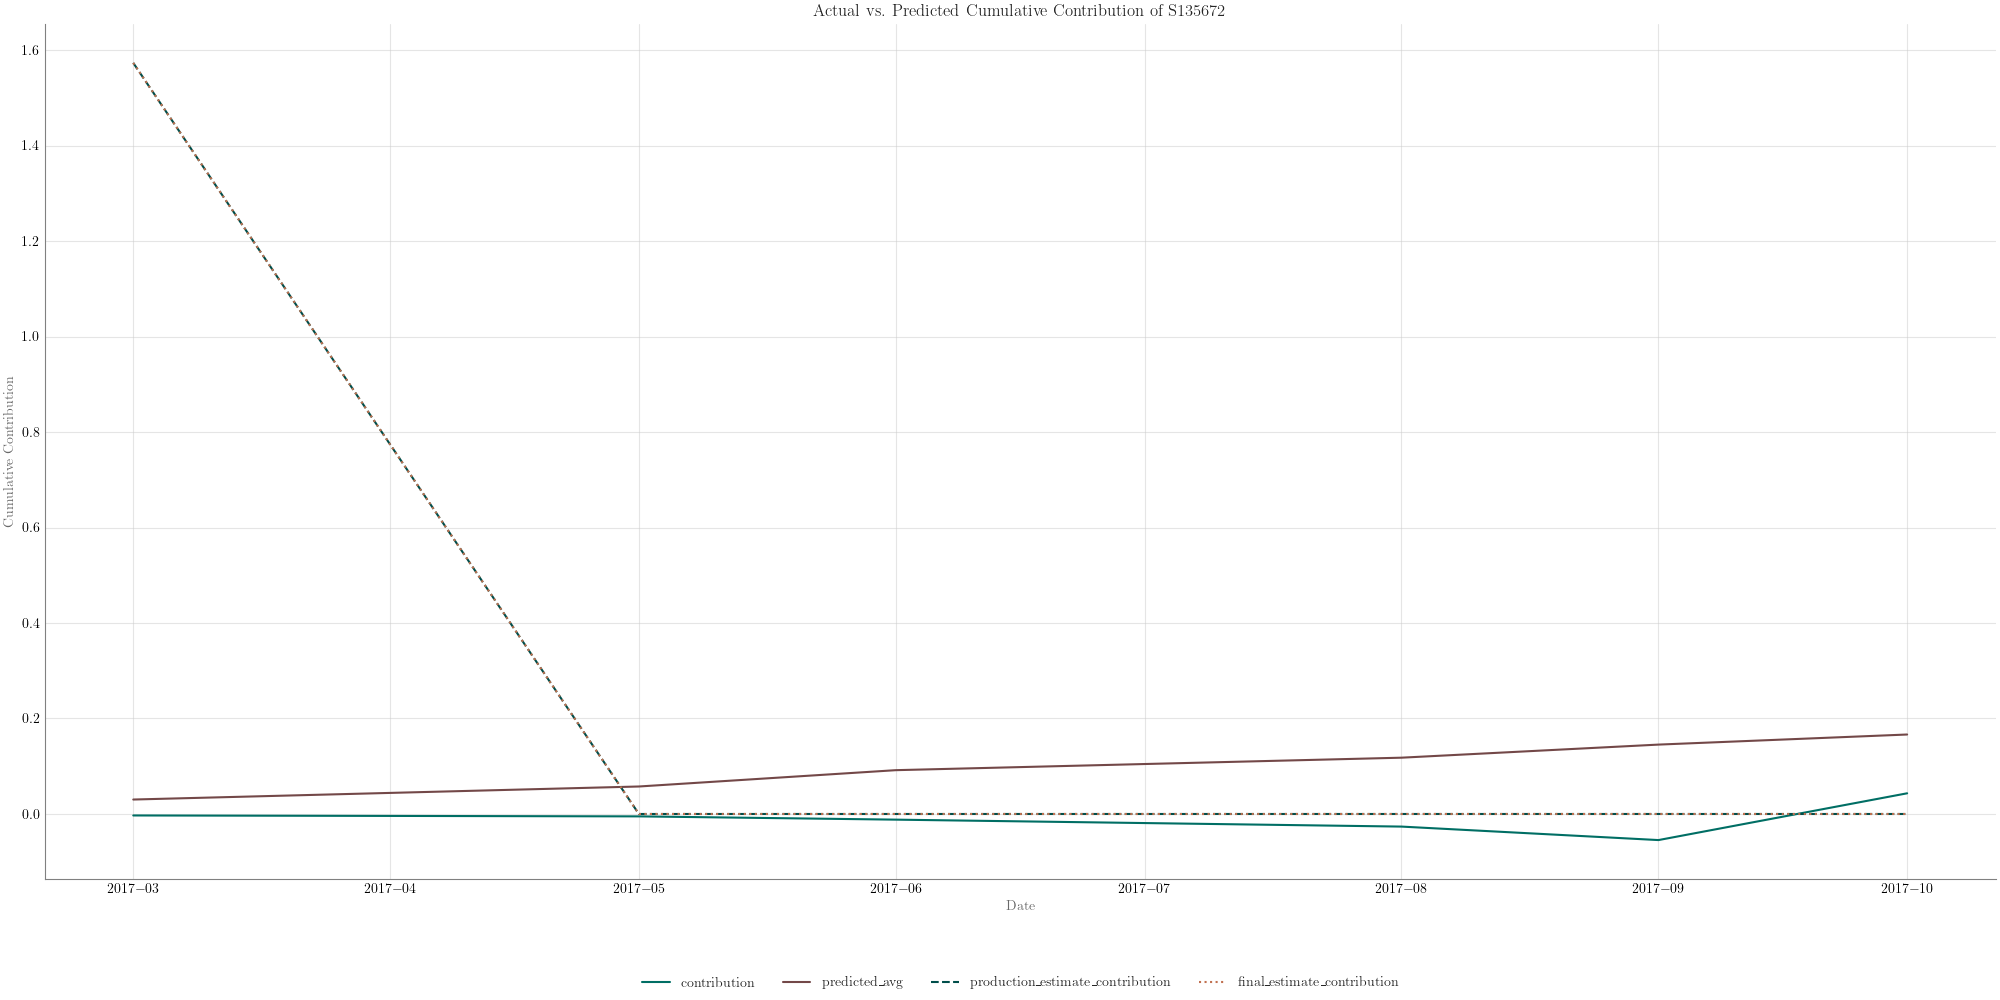 Actual vs. Predicted Cumulative Contribution of S135672
Cumulative Contribution
1.6
1.4
1.2
1.0
0.8
0.6
0.4
0.2
0.0
2017−03 2017−04 2017−05 2017−06 2017−07 2017−08 2017−09 2017−10
Date
contribution predicted_avg production_estimate_contribution final_estimate_contribution